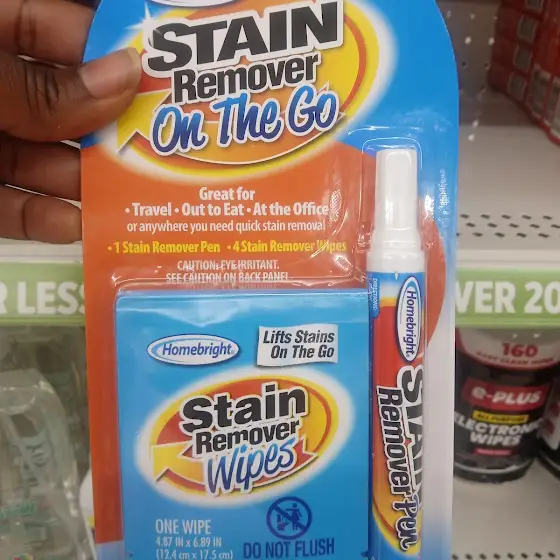 STAIN
Remover
On The Go
Great for
• Travel • Out to Eat • At the Office
or anywhere you need quick stain removal
• 1 Stain Remover Pen • 4 Stain Remover Wipes
CAUTION: EYE IRRITANT.
SEE CAUTION ON BACK PANEL
R LESS
VER 20
Homebright
Lifts Stains
On The Go
Stain
Remover
Wipes
ONE WIPE
4.87 IN x 6.89 IN
(12.4 cm x 17.5 cm)
DO NOT FLUSH
Homebright
STAIN
Remover Pen
160
e-PLUS
ALL PURPOSE
ELECTRON
WIPES